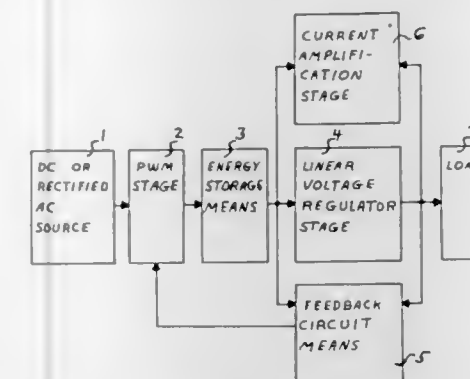 CURRENT
AMPLIFI-
CATION
STAGE
6
1
DC OR
RECTIFIED
AC
SOURCE
2
PWM
STAGE
3
ENERGY
STORAGE
MEANS
4
LINEAR
VOLTAGE
REGULATOR
STAGE
FEEDBACK
CIRCUIT
MEANS
5